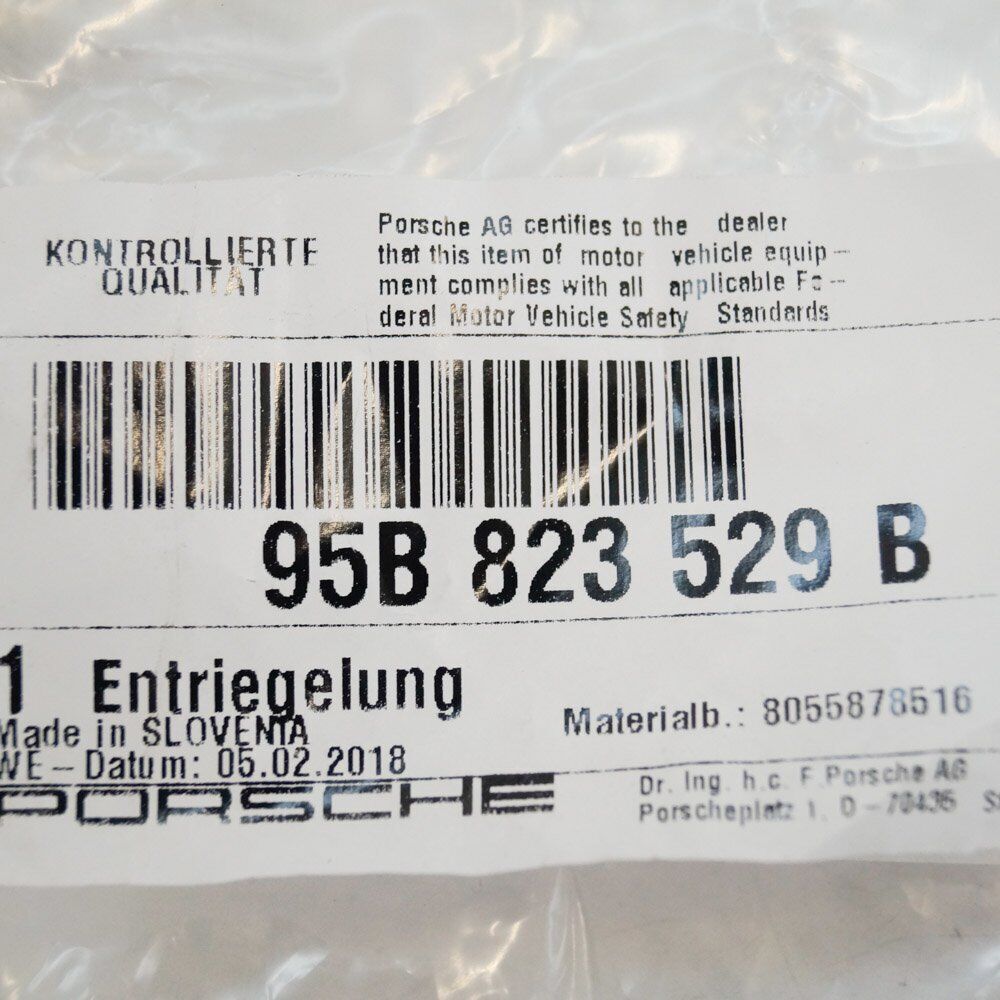 KONTROLLIERTE
QUALITÄT
Porsche AG certifies to the dealer
that this item of motor vehicle equip-
ment complies with all applicable Fe-
deral Motor Vehicle Safety Standards
95B 823 529 B
1 Entriegelung
Made in SLOVENIA
WE-Datum: 05.02.2018
Materialb.: 8055878516
PORSCHE
Dr. Ing. h.c. F.Porsche AG
Porscheplatz 1, D-70435